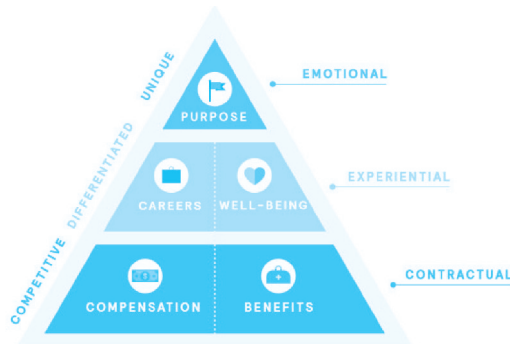 UNIQUE
EMOTIONAL
PURPOSE
DIFFERENTIATED
EXPERIENTIAL
CAREERS
WELL-BEING
COMPETITIVE
CONTRACTUAL
COMPENSATION
BENEFITS